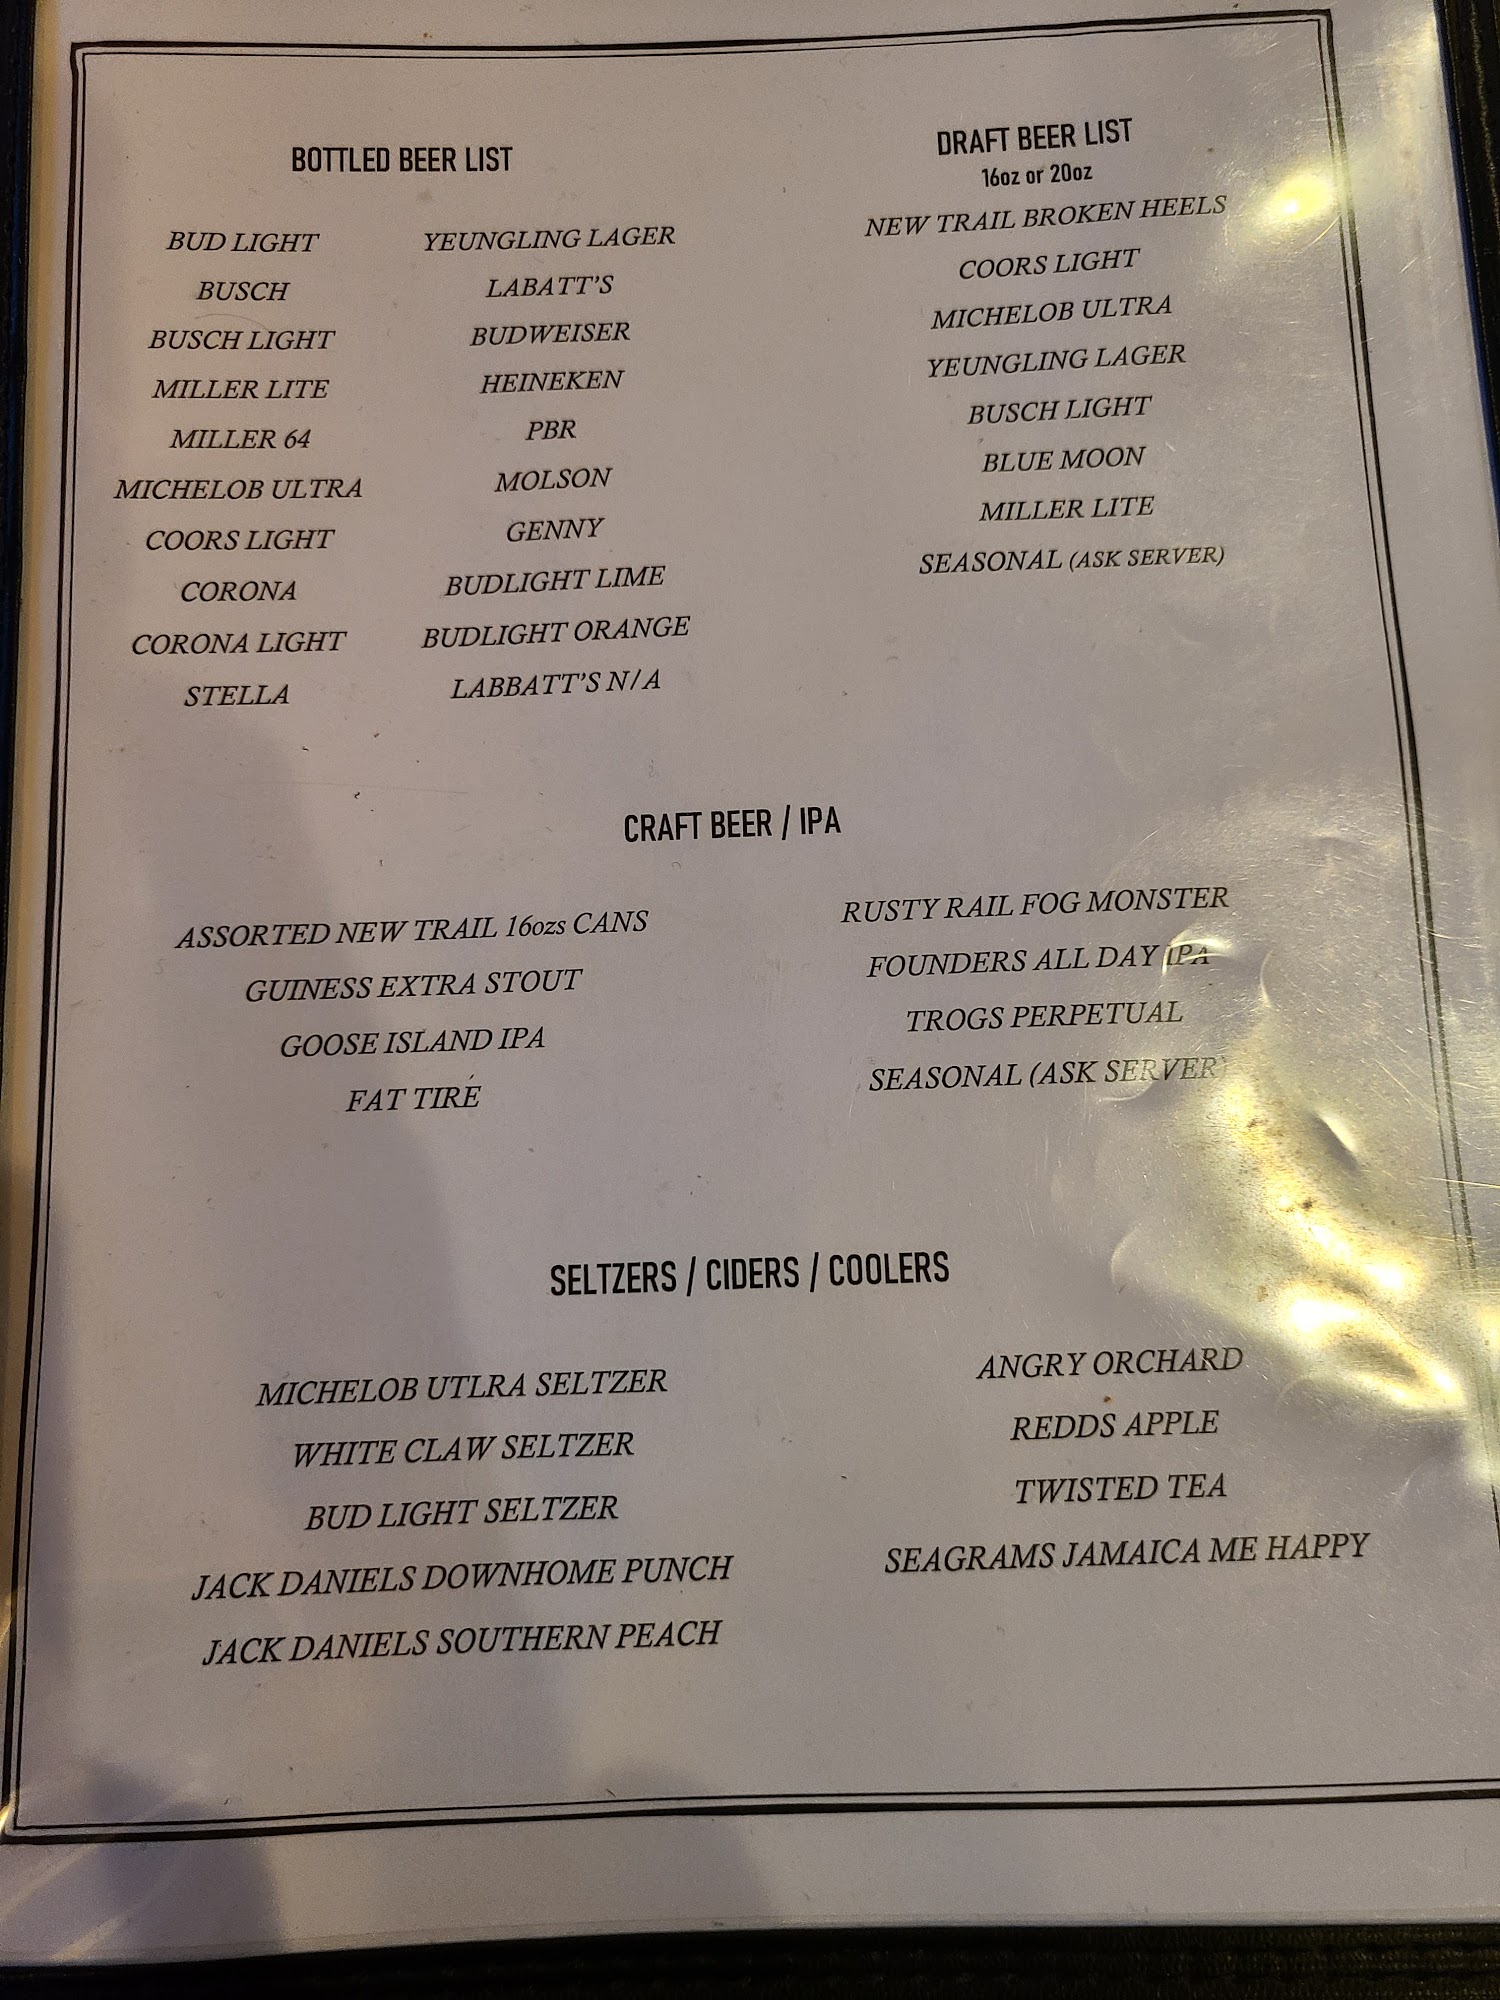 BOTTLED BEER LIST
BUD LIGHT
BUSCH
BUSCH LIGHT
MILLER LITE
MILLER 64
MICHELOB ULTRA
COORS LIGHT
CORONA
CORONA LIGHT
STELLA
YEUNGLING LAGER
LABATT'S
BUDWEISER
HEINEKEN
PBR
MOLSON
GENNY
BUDLIGHT LIME
BUDLIGHT ORANGE
LABBATT'S N/A
DRAFT BEER LIST
16oz or 20oz
NEW TRAIL BROKEN HEELS
COORS LIGHT
MICHELOB ULTRA
YEUNGLING LAGER
BUSCH LIGHT
BLUE MOON
MILLER LITE
SEASONAL (ASK SERVER)
CRAFT BEER / IPA
ASSORTED NEW TRAIL 16ozs CANS
GUINESS EXTRA STOUT
GOOSE ISLAND IPA
FAT TIRE
RUSTY RAIL FOG MONSTER
FOUNDERS ALL DAY IPA
TROGS PERPETUAL
SEASONAL (ASK SERVER)
SELTZERS / CIDERS / COOLERS
MICHELOB UTLRA SELTZER
WHITE CLAW SELTZER
BUD LIGHT SELTZER
JACK DANIELS DOWNHOME PUNCH
JACK DANIELS SOUTHERN PEACH
ANGRY ORCHARD
REDDS APPLE
TWISTED TEA
SEAGRAMS JAMAICA ME HAPPY